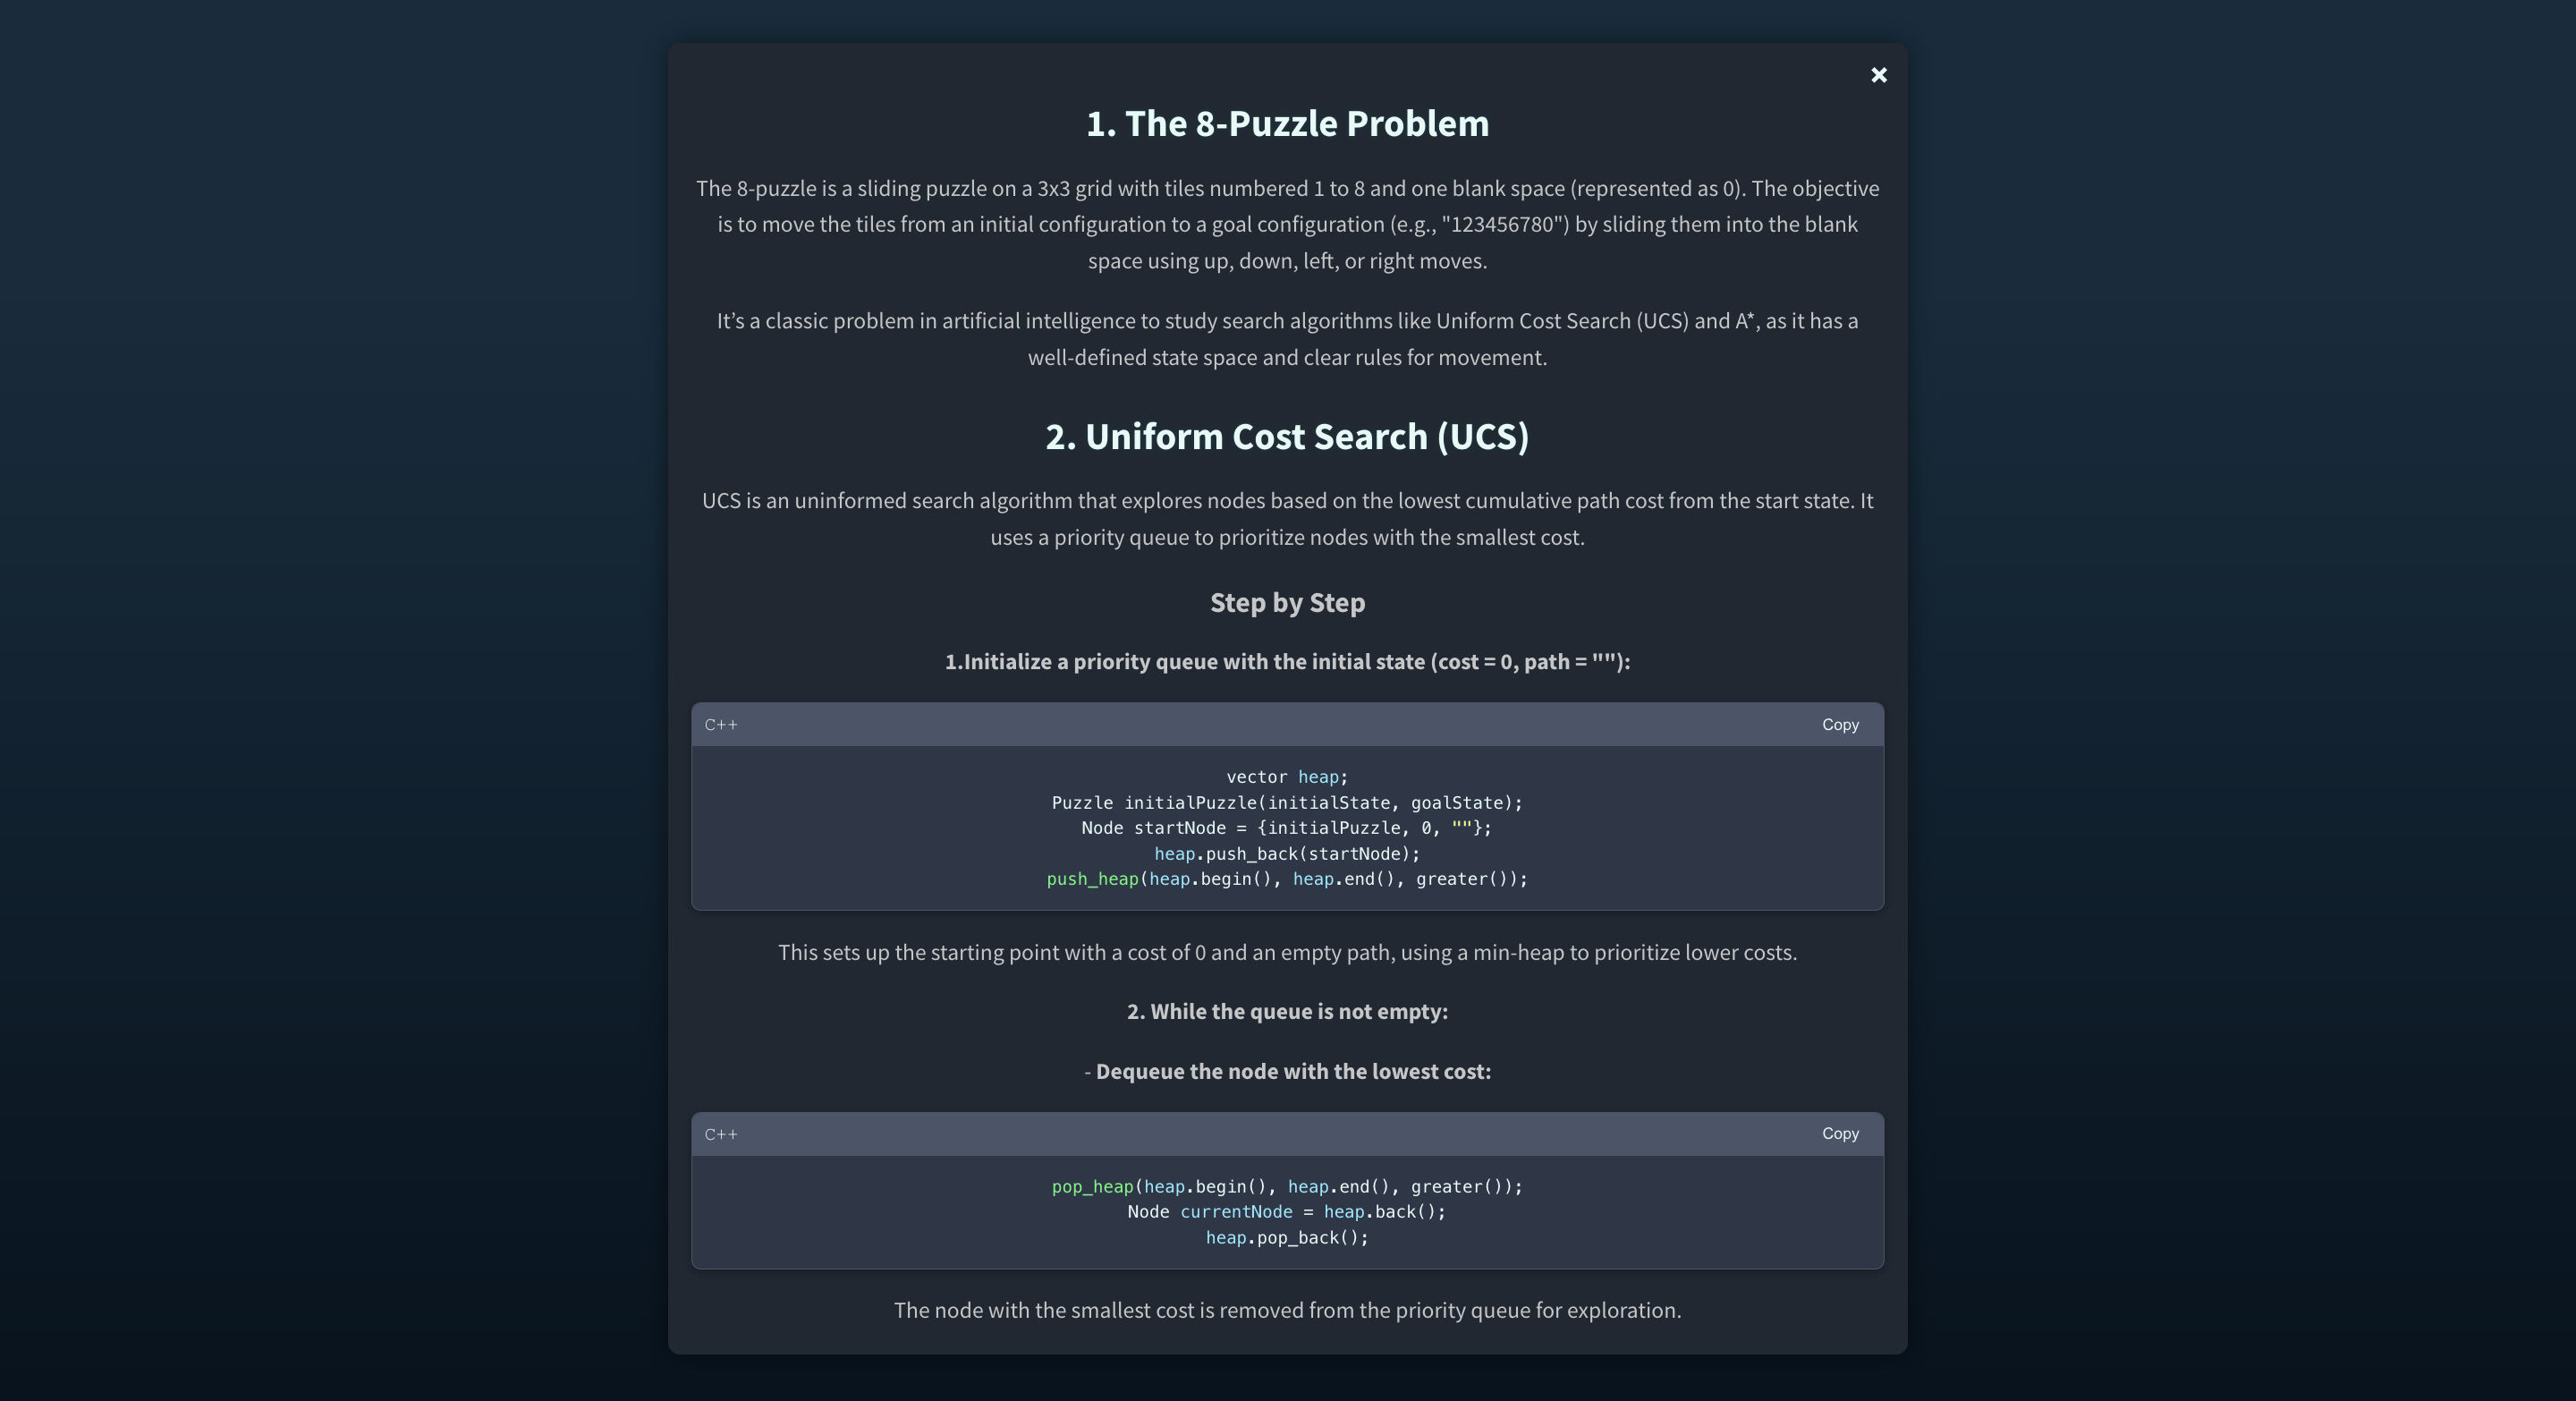 ×
1. The 8-Puzzle Problem
The 8-puzzle is a sliding puzzle on a 3x3 grid with tiles numbered 1 to 8 and one blank space (represented as 0). The objective
is to move the tiles from an initial configuration to a goal configuration (e.g., "123456780") by sliding them into the blank
space using up, down, left, or right moves.
It’s a classic problem in artificial intelligence to study search algorithms like Uniform Cost Search (UCS) and A*, as it has a
well-defined state space and clear rules for movement.
2. Uniform Cost Search (UCS)
UCS is an uninformed search algorithm that explores nodes based on the lowest cumulative path cost from the start state. It
uses a priority queue to prioritize nodes with the smallest cost.
Step by Step
1.Initialize a priority queue with the initial state (cost = 0, path = ""):
C++ Copy
vector heap;
Puzzle initialPuzzle(initialState, goalState);
Node startNode = {initialPuzzle, 0, ""};
heap.push_back(startNode);
push_heap(heap.begin(), heap.end(), greater());
This sets up the starting point with a cost of 0 and an empty path, using a min-heap to prioritize lower costs.
2. While the queue is not empty:
- Dequeue the node with the lowest cost:
C++ Copy
pop_heap(heap.begin(), heap.end(), greater());
Node currentNode = heap.back();
heap.pop_back();
The node with the smallest cost is removed from the priority queue for exploration.